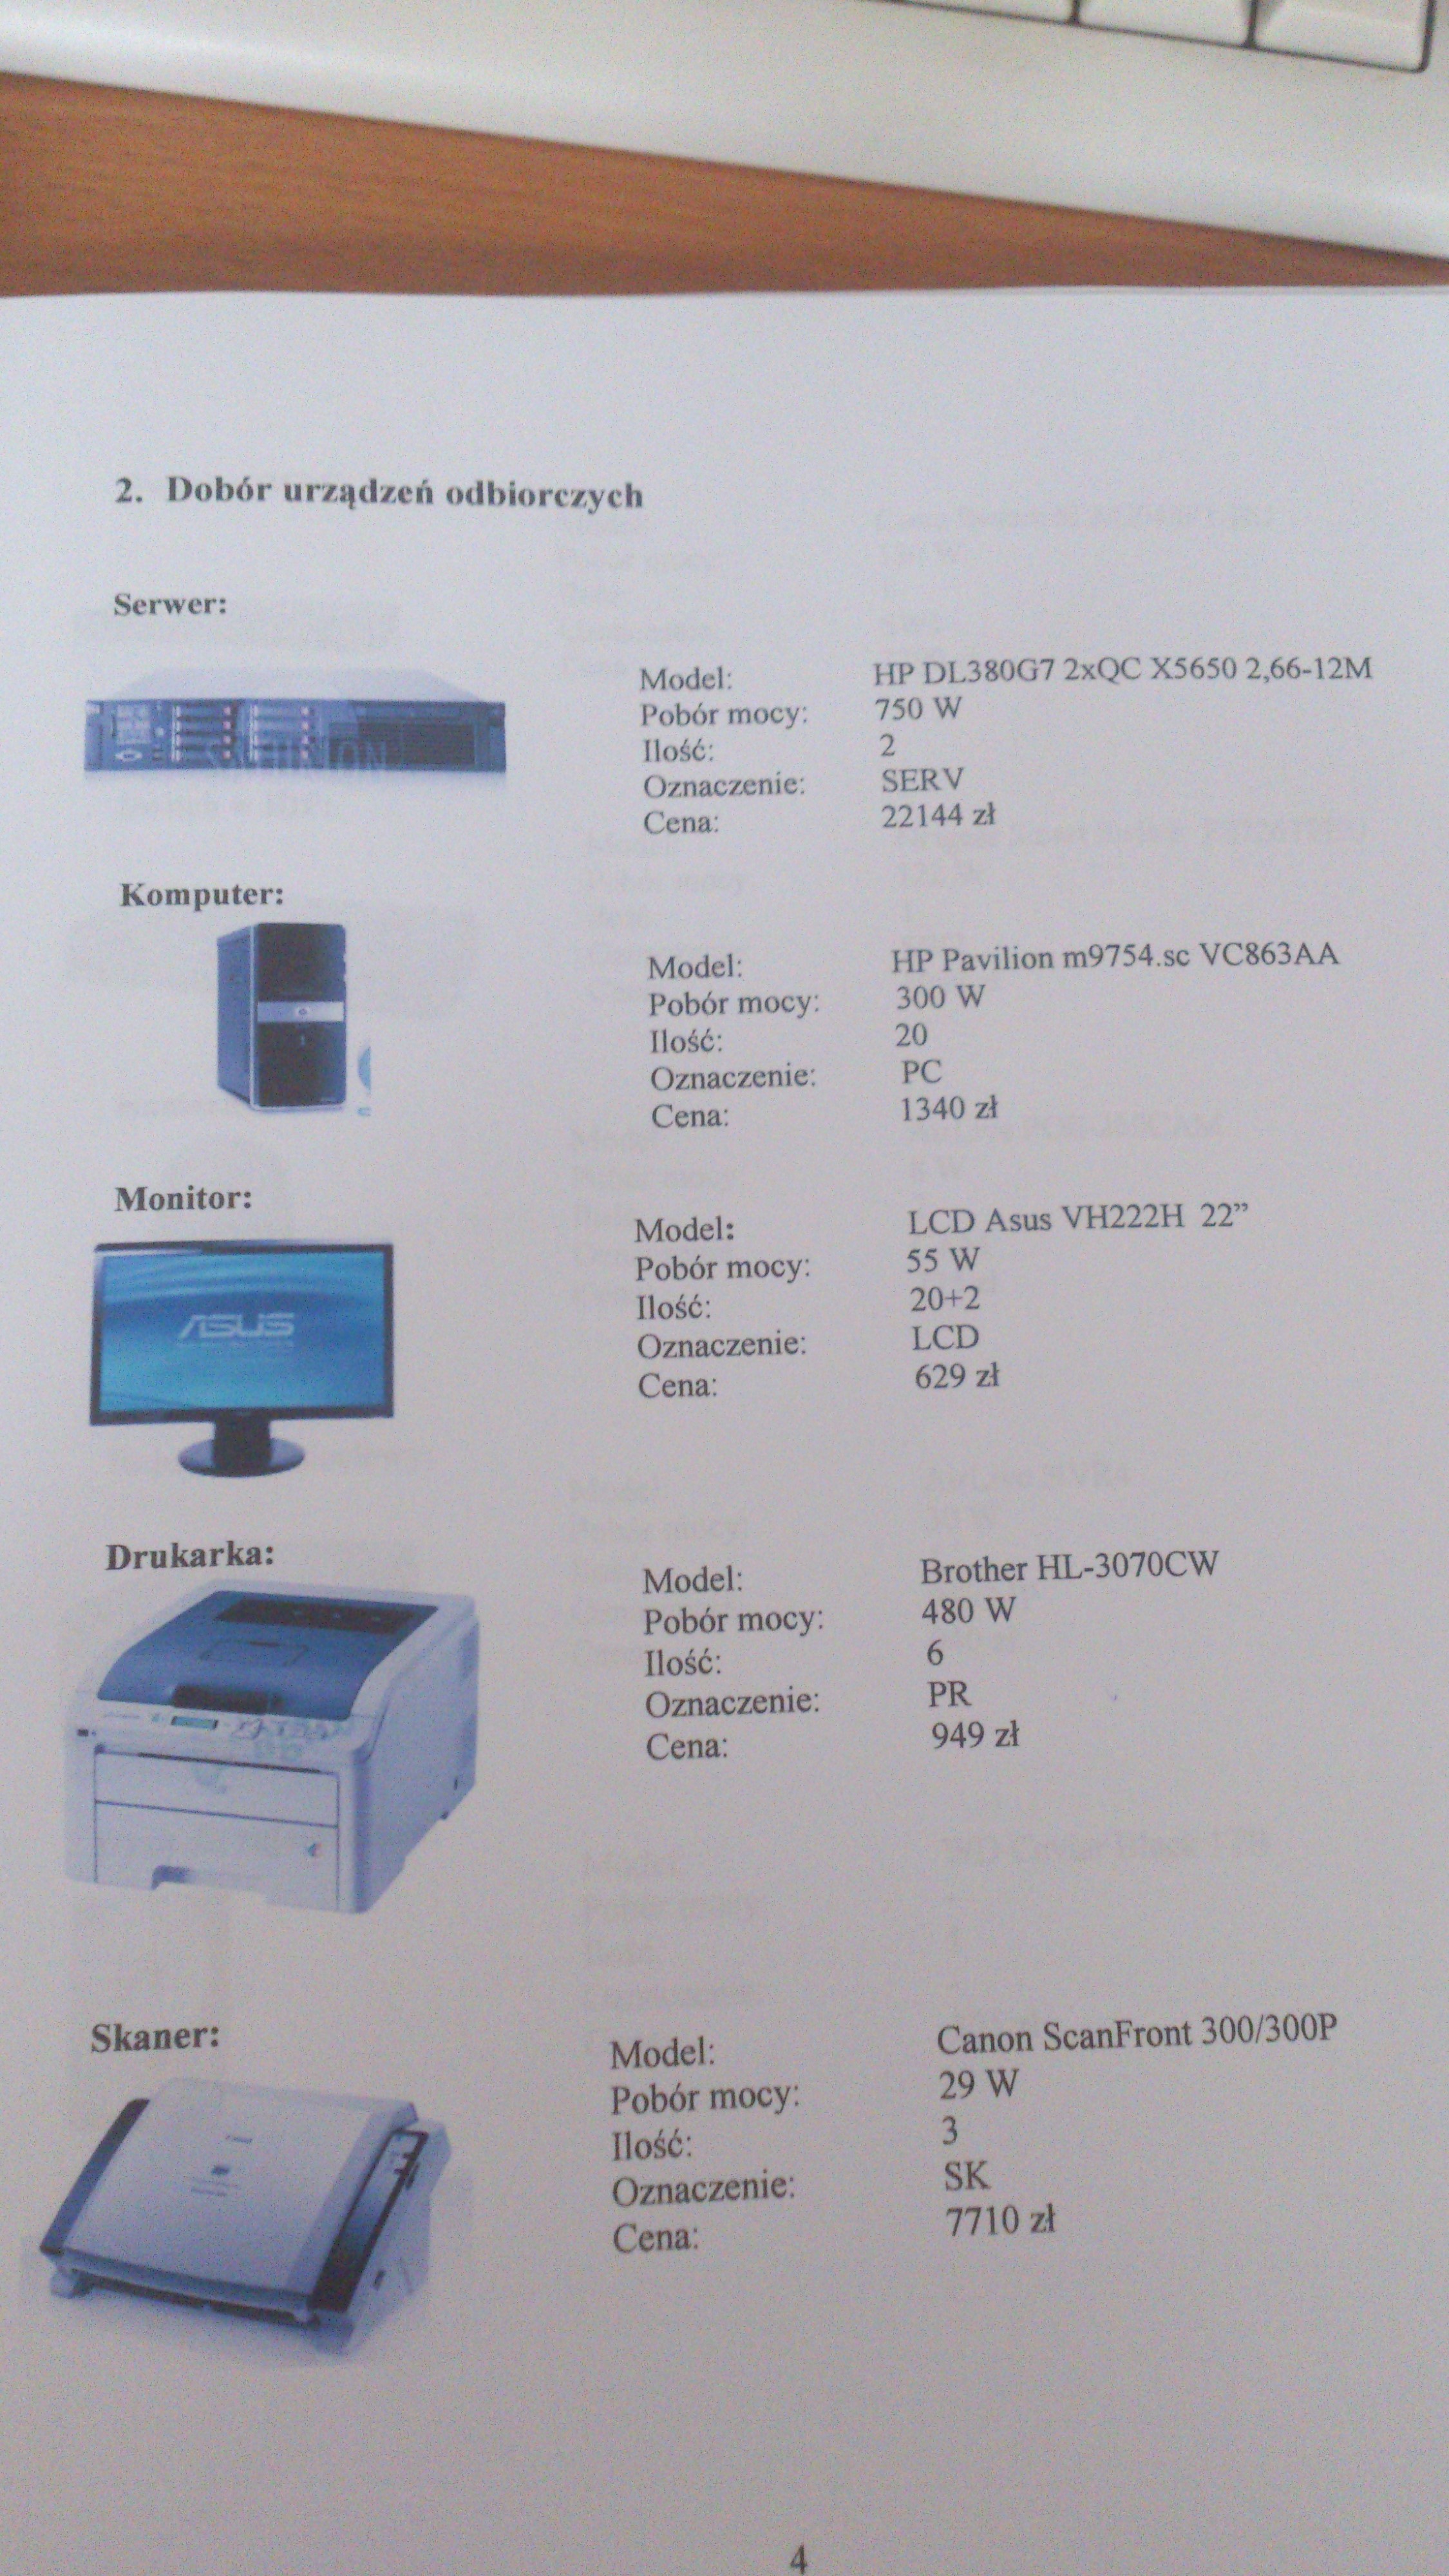 2. Dobór urządzeń odbiorczych
Serwer:
Model: HP DL380G7 2xQC X5650 2,66-12M
Pobór mocy: 750 W
Ilość: 2
Oznaczenie: SERV
Cena: 22144 zł
Komputer:
Model: HP Pavilion m9754.sc VC863AA
Pobór mocy: 300 W
Ilość: 20
Oznaczenie: PC
Cena: 1340 zł
Monitor:
Model: LCD Asus VH222H 22”
Pobór mocy: 55 W
Ilość: 20+2
Oznaczenie: LCD
Cena: 629 zł
ASUS
Drukarka:
Model: Brother HL-3070CW
Pobór mocy: 480 W
Ilość: 6
Oznaczenie: PR
Cena: 949 zł
Skaner:
Model: Canon ScanFront 300/300P
Pobór mocy: 29 W
Ilość: 3
Oznaczenie: SK
Cena: 7710 zł
4